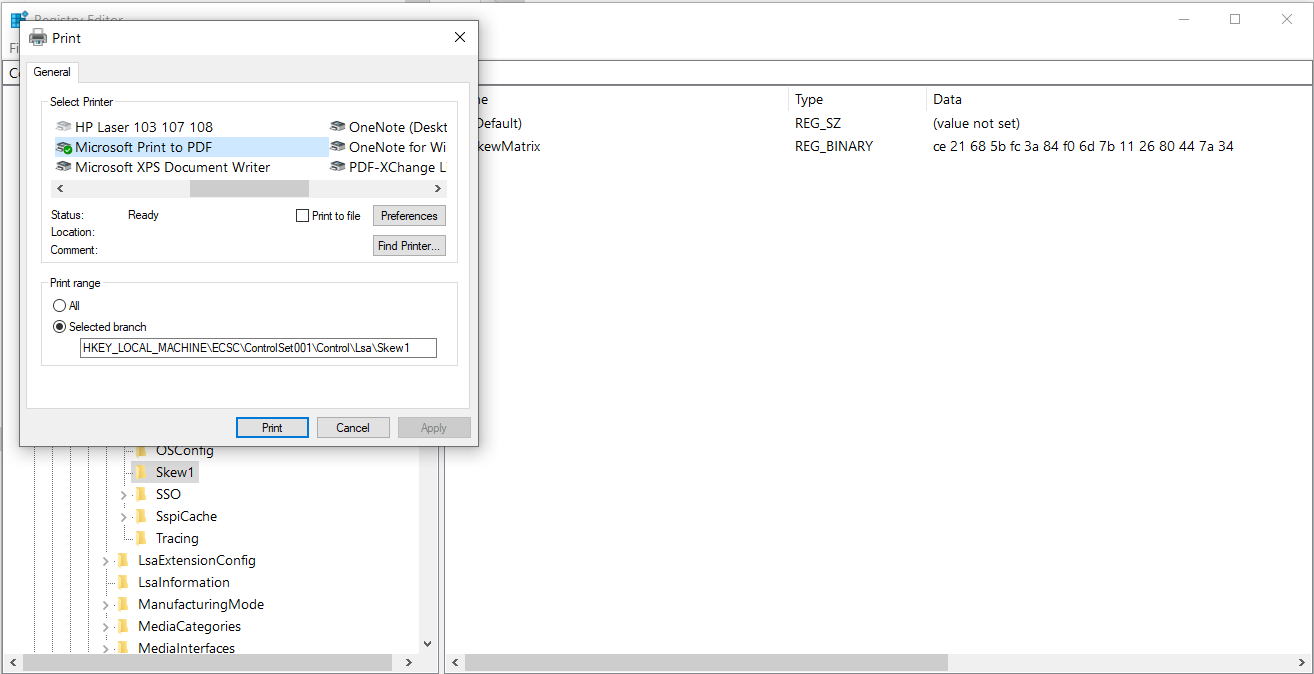 Registry Editor
Print
General
Select Printer
HP Laser 103 107 108
OneNote (Deskt
Microsoft Print to PDF
OneNote for Wi
Microsoft XPS Document Writer
PDF-XChange L
Status:
Ready
Print to file
Preferences
Location:
Comment:
Find Printer...
Print range
All
Selected branch
HKEY_LOCAL_MACHINE\ECSC\ControlSet001\Control\Lsa\Skew1
Print
Cancel
Apply
OSConfig
Skew1
SSO
SspiCache
Tracing
LsaExtensionConfig
LsaInformation
ManufacturingMode
MediaCategories
MediaInterfaces
ne
Type
Data
Default)
REG_SZ
(value not set)
kewMatrix
REG_BINARY
ce 21 68 5b fc 3a 84 f0 6d 7b 11 26 80 44 7a 34